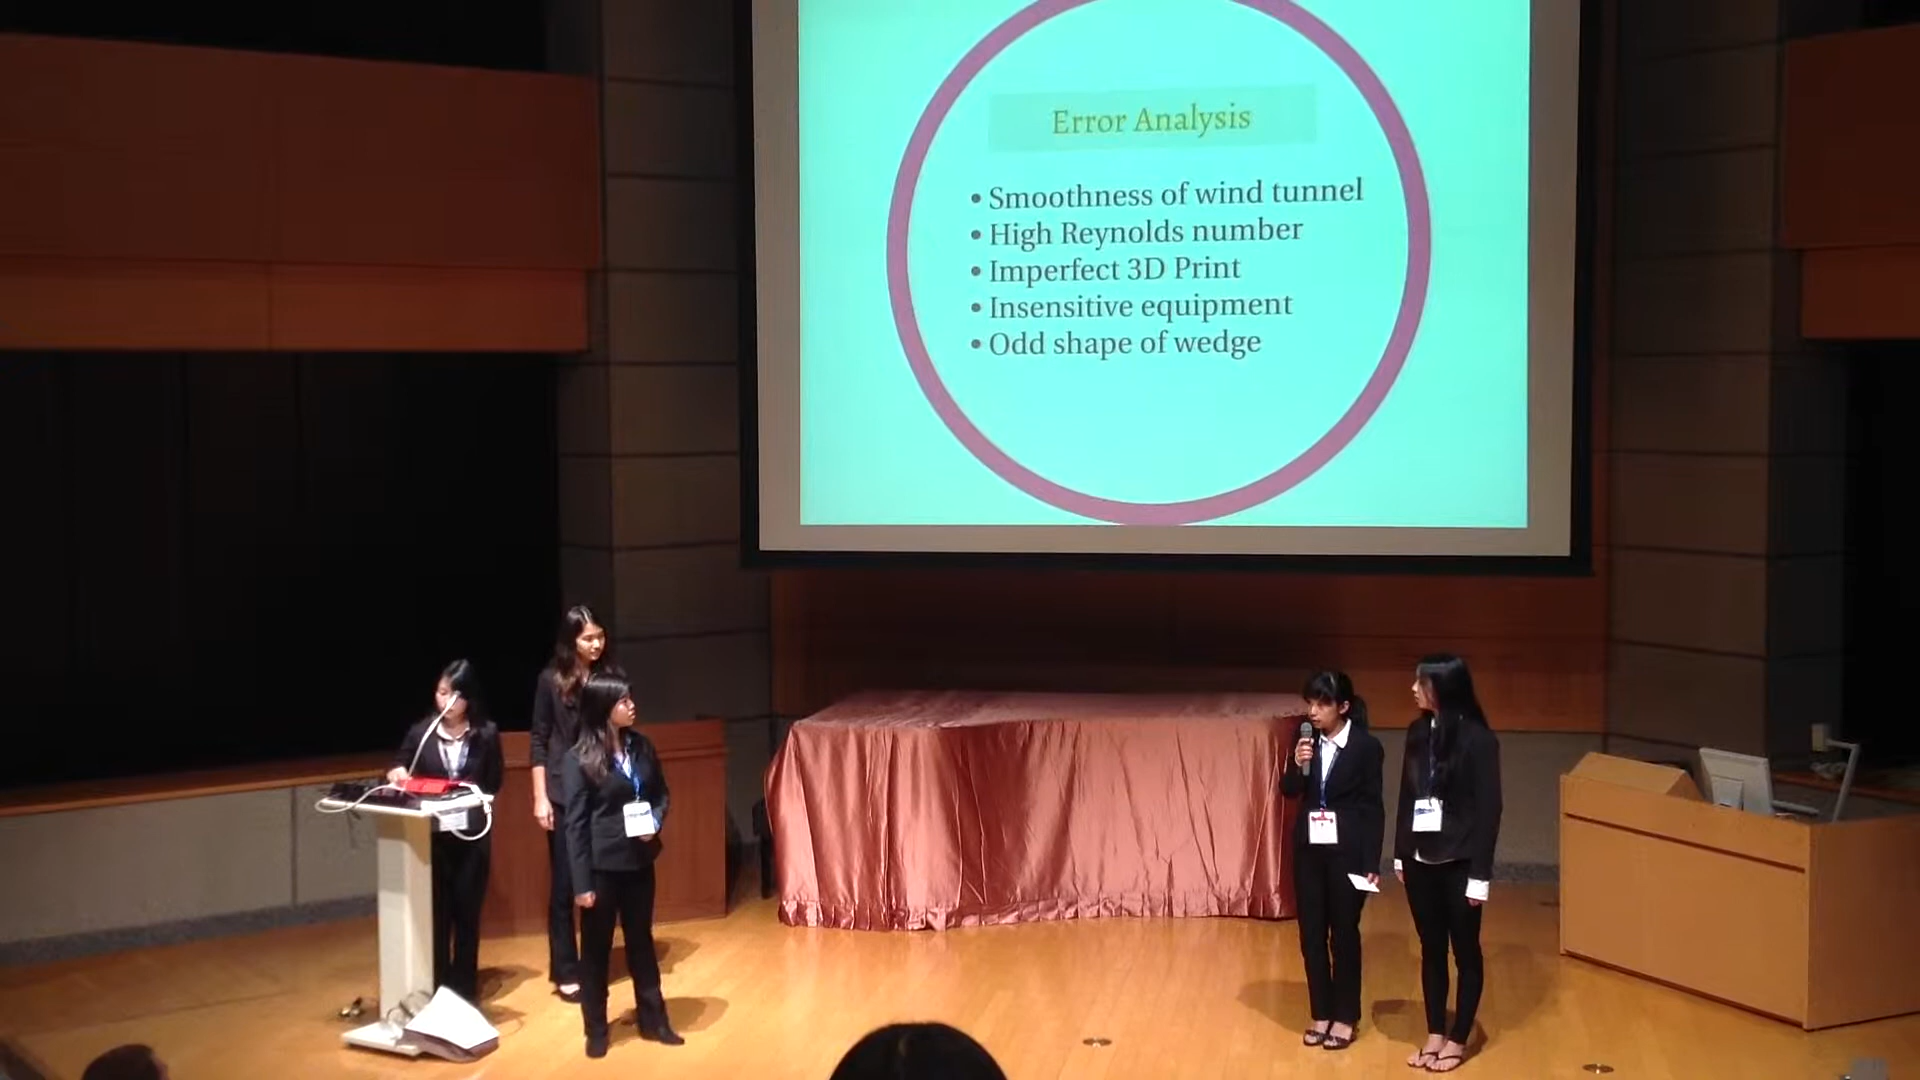 Error Analysis
• Smoothness of wind tunnel
• High Reynolds number
• Imperfect 3D Print
• Insensitive equipment
• Odd shape of wedge